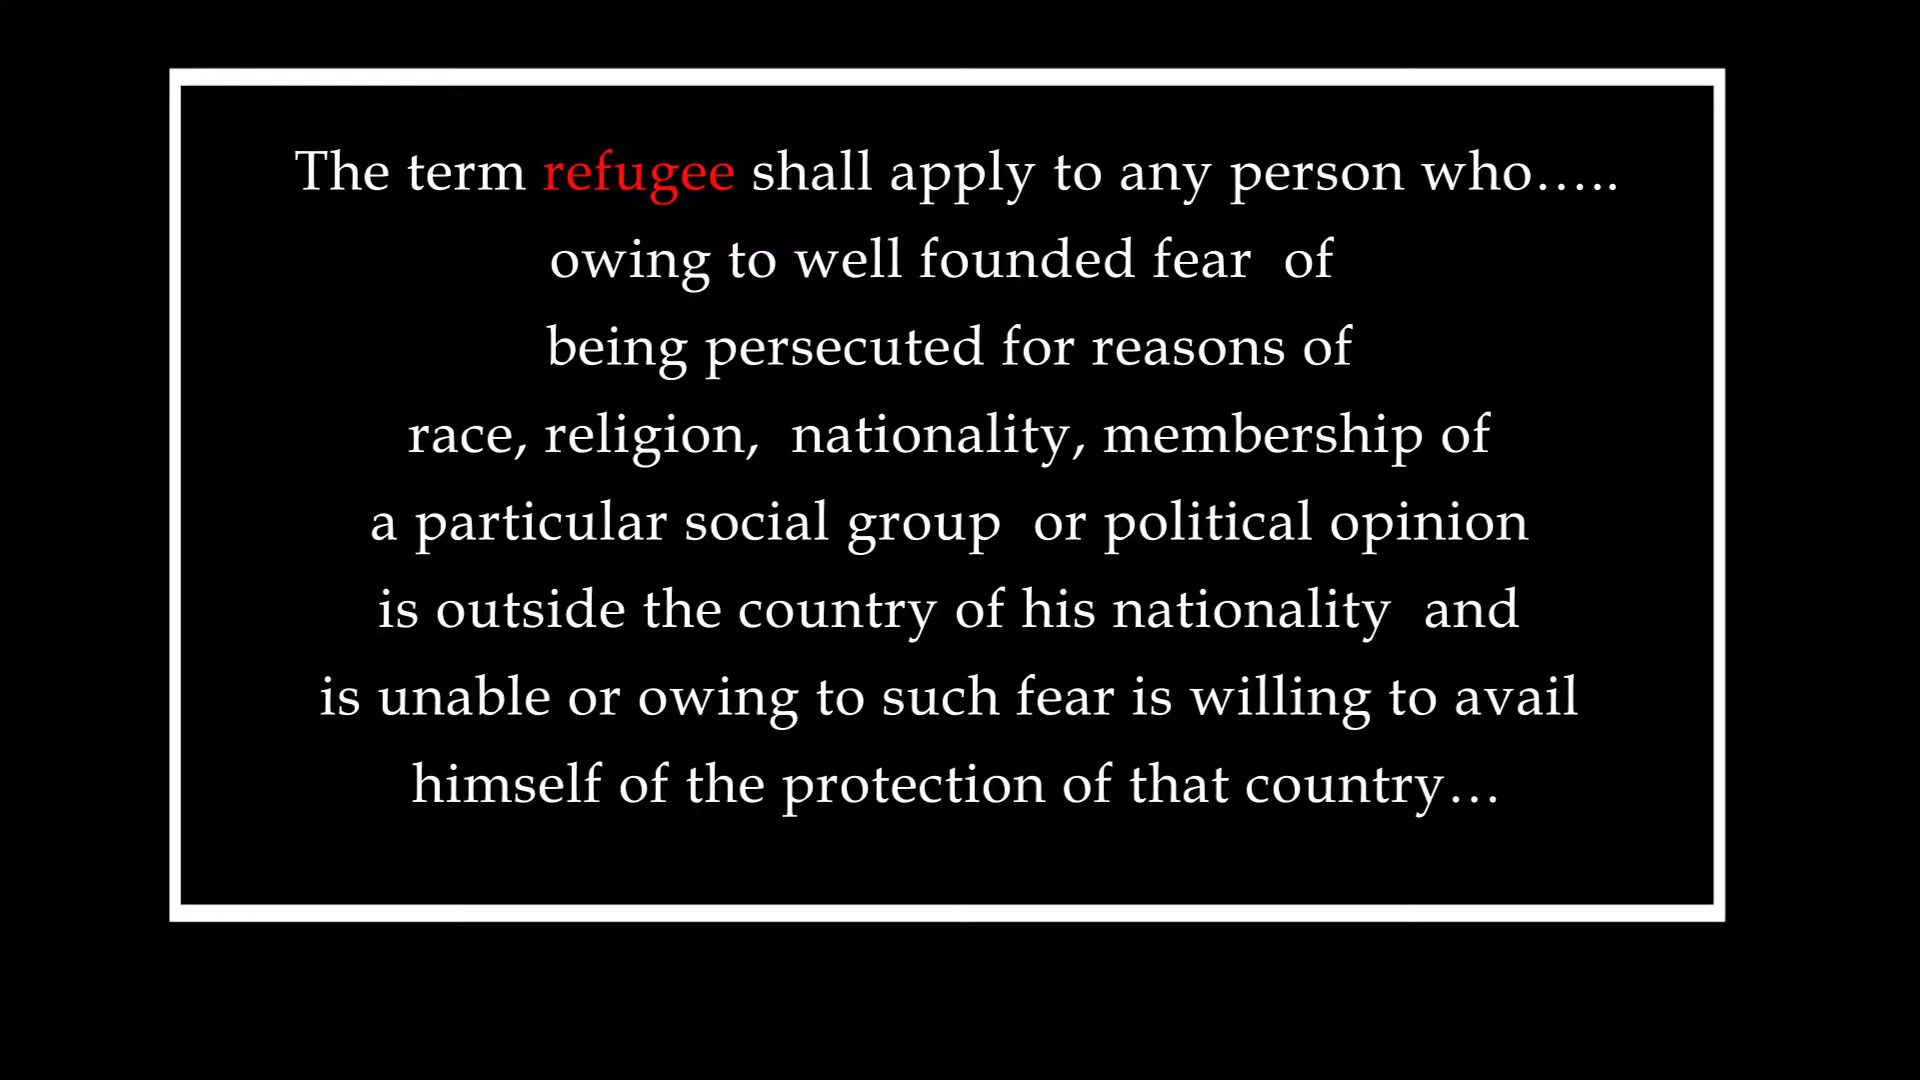 The term refugee shall apply to any person who.....
owing to well founded fear  of
being persecuted for reasons of
race, religion,  nationality, membership of
a particular social group  or political opinion
is outside the country of his nationality  and
is unable or owing to such fear is willing to avail
himself of the protection of that country...